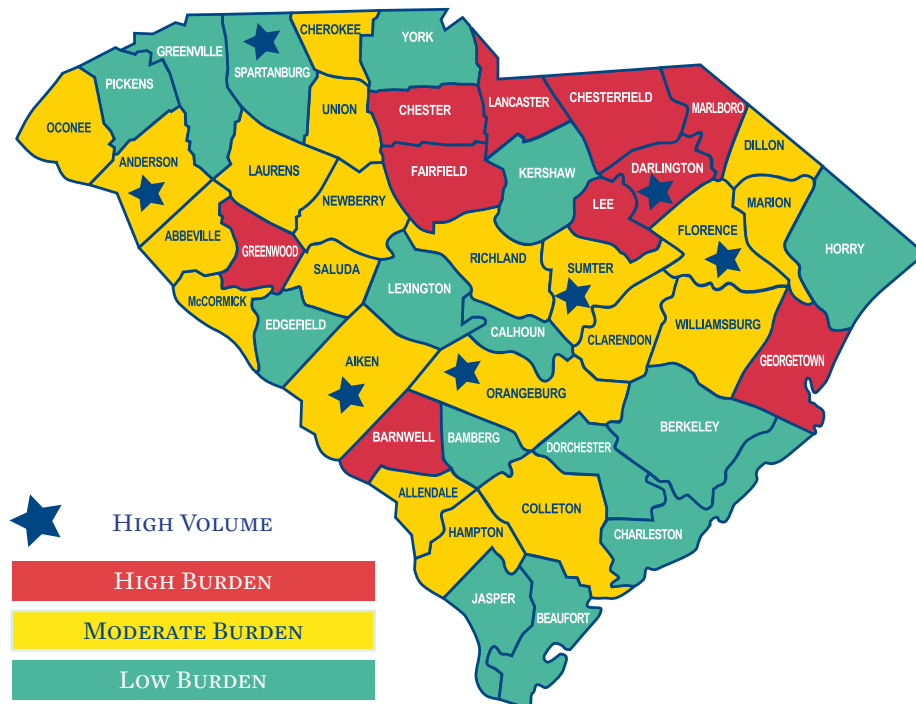 CHEROKEE
YORK
GREENVILLE
SPARTANBURG
PICKENS
UNION
CHESTER
LANCASTER
CHESTERFIELD
MARLBORO
OCONEE
ANDERSON
LAURENS
DILLON
FAIRFIELD
KERSHAW
DARLINGTON
NEWBERRY
LEE
MARION
ABBEVILLE
GREENWOOD
FLORENCE
HORRY
SALUDA
RICHLAND
SUMTER
LEXINGTON
McCORMICK
EDGEFIELD
CALHOUN
CLARENDON
WILLIAMSBURG
AIKEN
GEORGETOWN
ORANGEBURG
BARNWELL
BAMBERG
BERKELEY
DORCHESTER
ALLENDALE
COLLETON
HAMPTON
CHARLESTON
JASPER
BEAUFORT
HIGH VOLUME
HIGH BURDEN
MODERATE BURDEN
LOW BURDEN